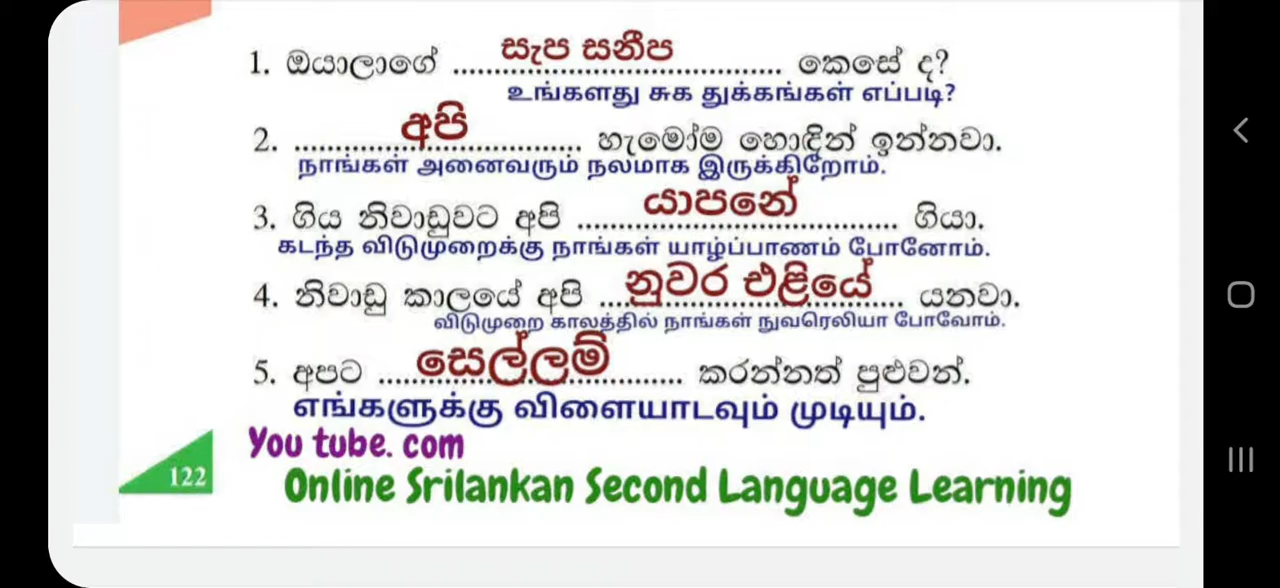 1. ඔයාලාගේ සැප සනීප කෙසේ ද?
உங்களது சுக துக்கங்கள் எப்படி?
2. අපි හැමෝම හොඳින් ඉන්නවා.
நாங்கள் அனைவரும் நலமாக இருக்கிறோம்.
3. ගිය නිවාඩුවට අපි යාපනේ ගියා.
கடந்த விடுமுறைக்கு நாங்கள் யாழ்ப்பாணம் போனோம்.
4. නිවාඩු කාලයේ අපි නුවර එළියේ යනවා.
விடுமுறை காலத்தில் நாங்கள் நுவரெலியா போவோம்.
5. අපට සෙල්ලම් කරන්නත් පුළුවන්.
எங்களுக்கு விளையாடவும் முடியும்.
You tube. com
122
Online Srilankan Second Language Learning